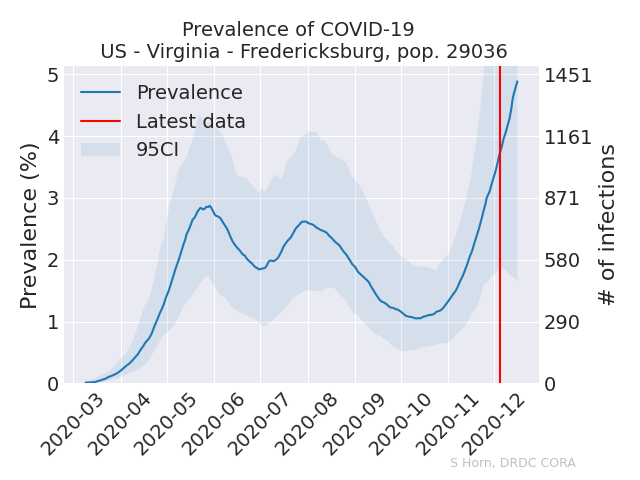 Prevalence of COVID-19
US - Virginia - Fredericksburg, pop. 29036
Prevalence
Latest data
95CI
Prevalence (%)
5
4
3
2
1
0
1451
1161
871
580
290
0
# of infections
2020-03
2020-04
2020-05
2020-06
2020-07
2020-08
2020-09
2020-10
2020-11
2020-12
S Horn, DRDC CORA